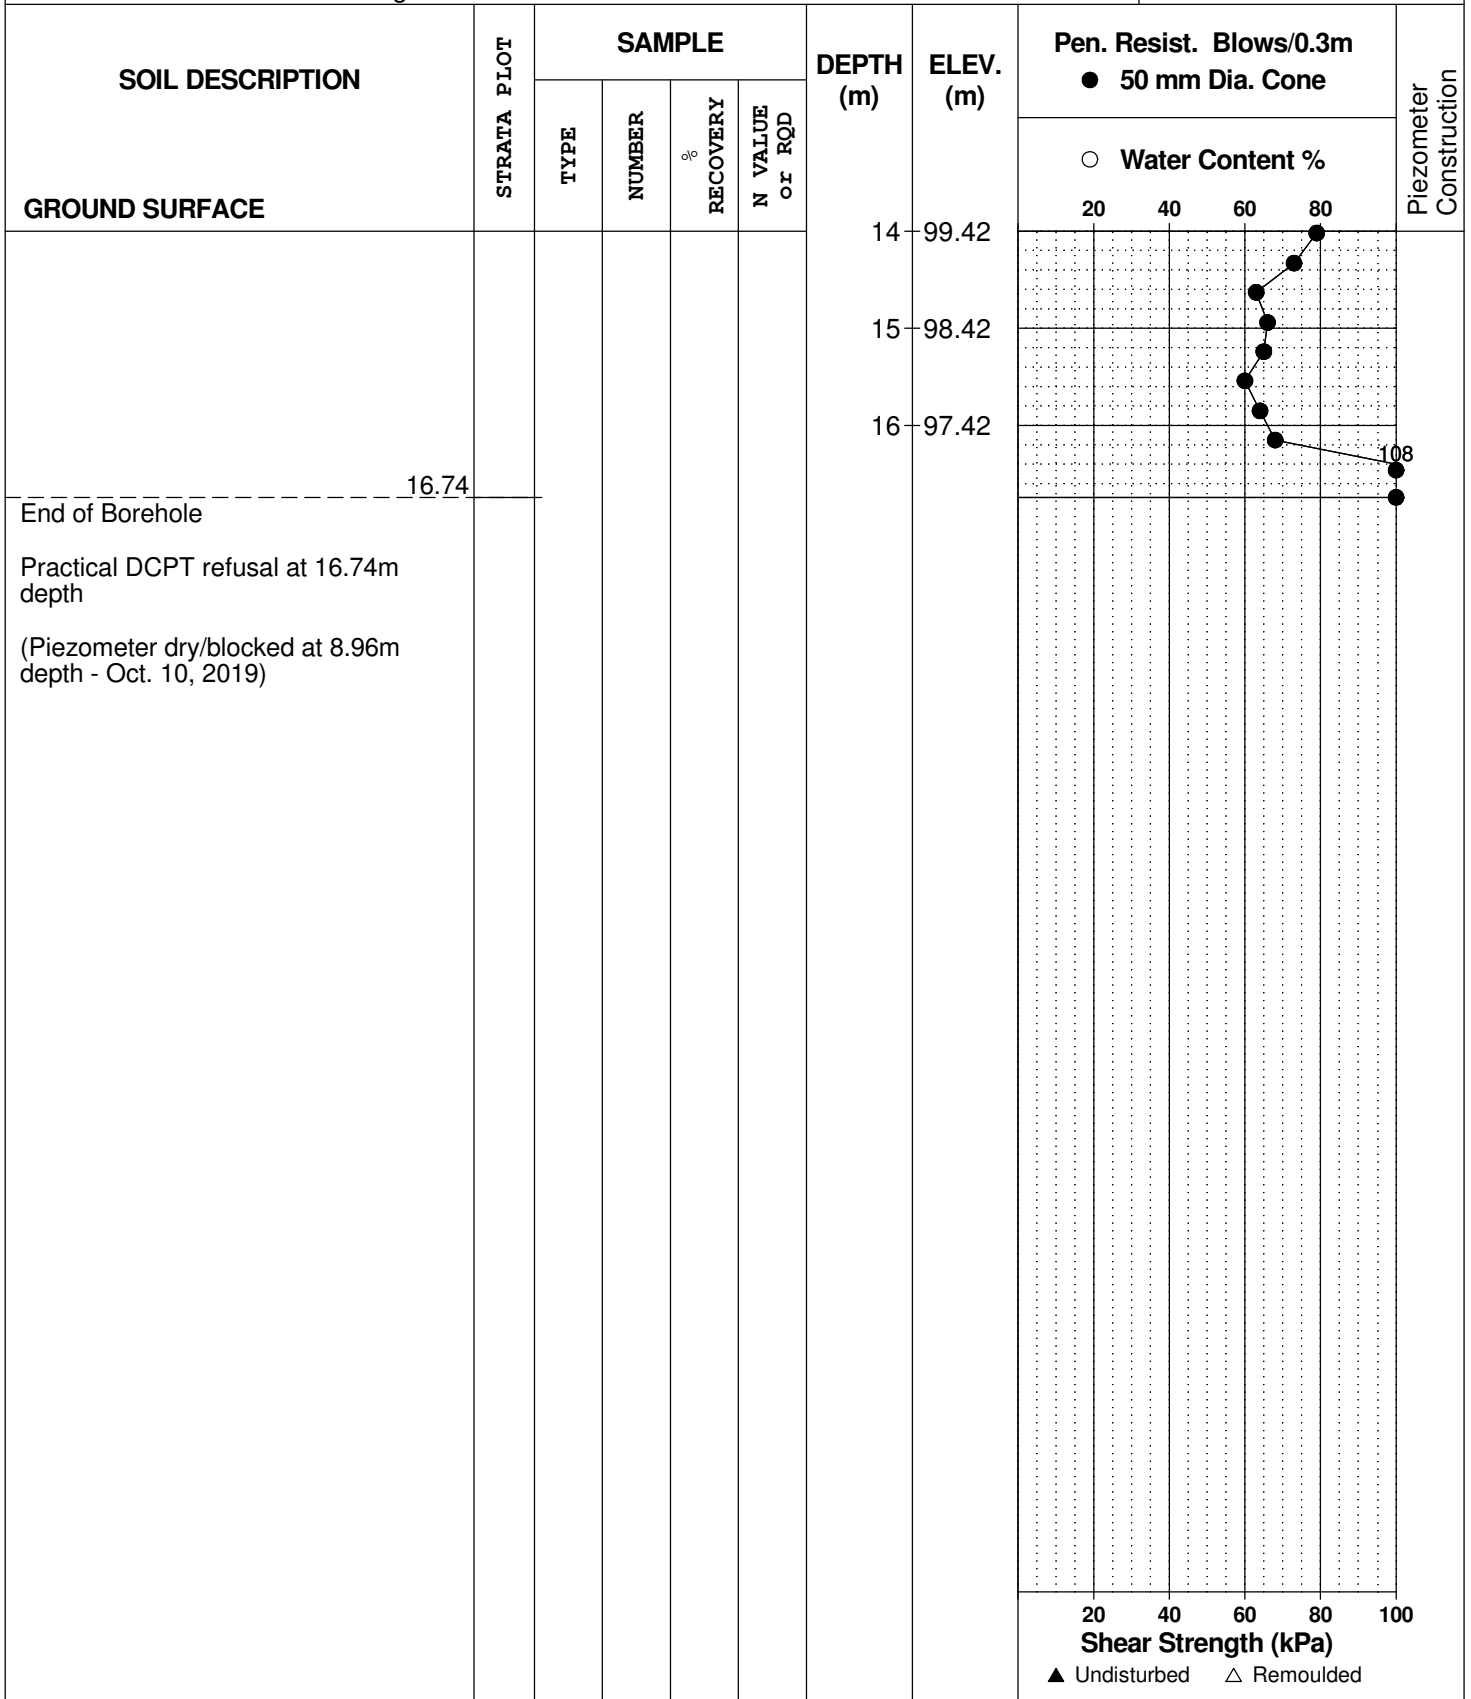 SOIL DESCRIPTION
GROUND SURFACE
STRATA PLOT
SAMPLE
TYPE
NUMBER
%
RECOVERY
N VALUE
or RQD
DEPTH
(m)
ELEV.
(m)
Pen. Resist. Blows/0.3m
● 50 mm Dia. Cone
○ Water Content %
20 40 60 80
Piezometer
Construction
14 99.42
15 98.42
16 97.42
108
16.74
End of Borehole
Practical DCPT refusal at 16.74m
depth
(Piezometer dry/blocked at 8.96m
depth - Oct. 10, 2019)
20 40 60 80 100
Shear Strength (kPa)
▲ Undisturbed △ Remoulded